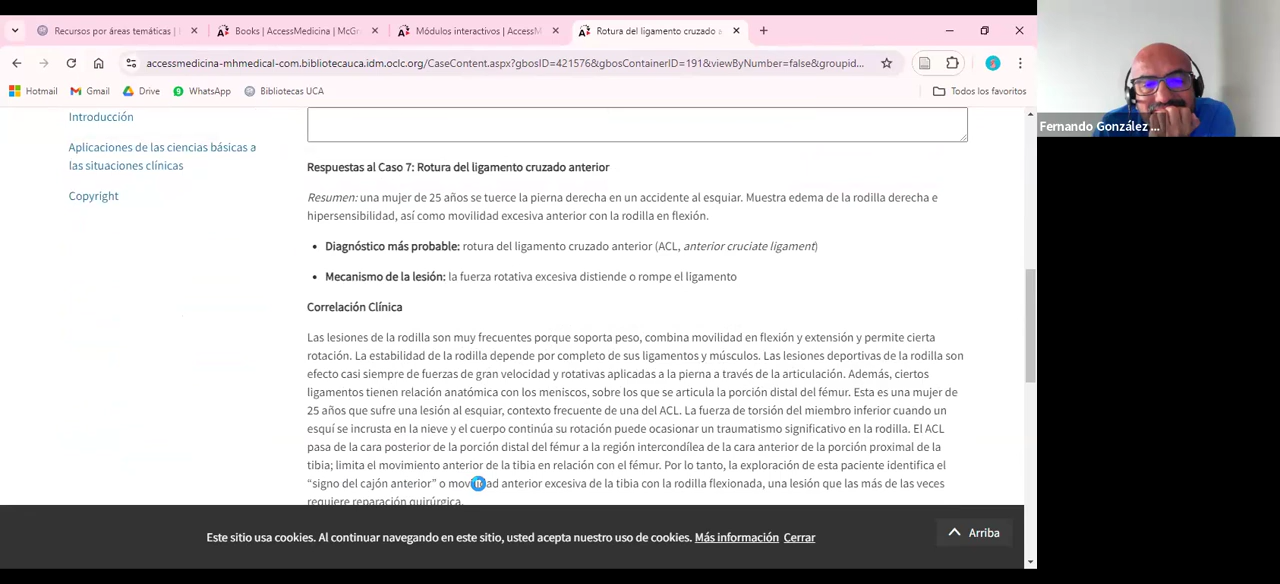 Recursos por áreas temáticas |
Books | AccessMedicina | McGr
Módulos interactivos | AccessM
Rotura del ligamento cruzado a
accessmedicina-mhmedical-com.bibliotecauca.idm.oclc.org/CaseContent.aspx?gbosID=421576&gbosContainerID=191&viewByNumber=false&groupid...
Hotmail
Gmail
Drive
WhatsApp
Bibliotecas UCA
Todos los favoritos
Fernando González ...
Introducción
Aplicaciones de las ciencias básicas a
las situaciones clínicas
Copyright
Respuestas al Caso 7: Rotura del ligamento cruzado anterior
Resumen: una mujer de 25 años se tuerce la pierna derecha en un accidente al esquiar. Muestra edema de la rodilla derecha e
hipersensibilidad, así como movilidad excesiva anterior con la rodilla en flexión.
• Diagnóstico más probable: rotura del ligamento cruzado anterior (ACL, anterior cruciate ligament)
• Mecanismo de la lesión: la fuerza rotativa excesiva distiende o rompe el ligamento
Correlación Clínica
Las lesiones de la rodilla son muy frecuentes porque soporta peso, combina movilidad en flexión y extensión y permite cierta
rotación. La estabilidad de la rodilla depende por completo de sus ligamentos y músculos. Las lesiones deportivas de la rodilla son
efecto casi siempre de fuerzas de gran velocidad y rotativas aplicadas a la pierna a través de la articulación. Además, ciertos
ligamentos tienen relación anatómica con los meniscos, sobre los que se articula la porción distal del fémur. Esta es una mujer de
25 años que sufre una lesión al esquiar, contexto frecuente de una del ACL. La fuerza de torsión del miembro inferior cuando un
esquí se incrusta en la nieve y el cuerpo continúa su rotación puede ocasionar un traumatismo significativo en la rodilla. El ACL
pasa de la cara posterior de la porción distal del fémur a la región intercondílea de la cara anterior de la porción proximal de la
tibia; limita el movimiento anterior de la tibia en relación con el fémur. Por lo tanto, la exploración de esta paciente identifica el
“signo del cajón anterior” o movilidad anterior excesiva de la tibia con la rodilla flexionada, una lesión que las más de las veces
requiere reparación quirúrgica.
Este sitio usa cookies. Al continuar navegando en este sitio, usted acepta nuestro uso de cookies. Más información Cerrar
Arriba